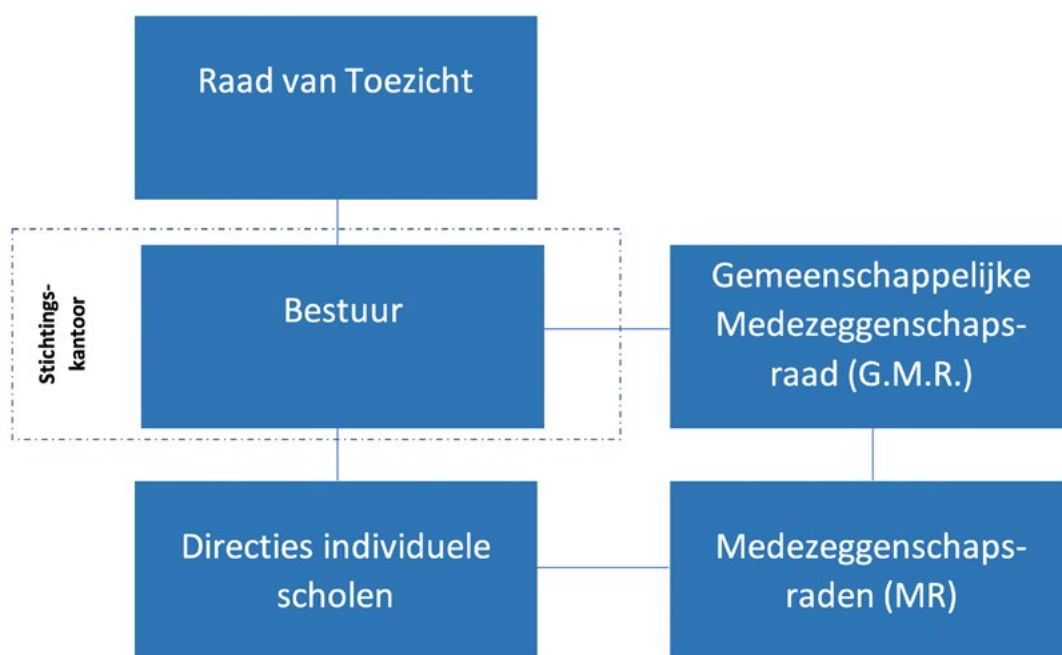 Raad van Toezicht
Stichtings-
kantoor
Bestuur
Gemeenschappelijke
Medezeggenschaps-
raad (G.M.R.)
Directies individuele
scholen
Medezeggenschaps-
raden (MR)